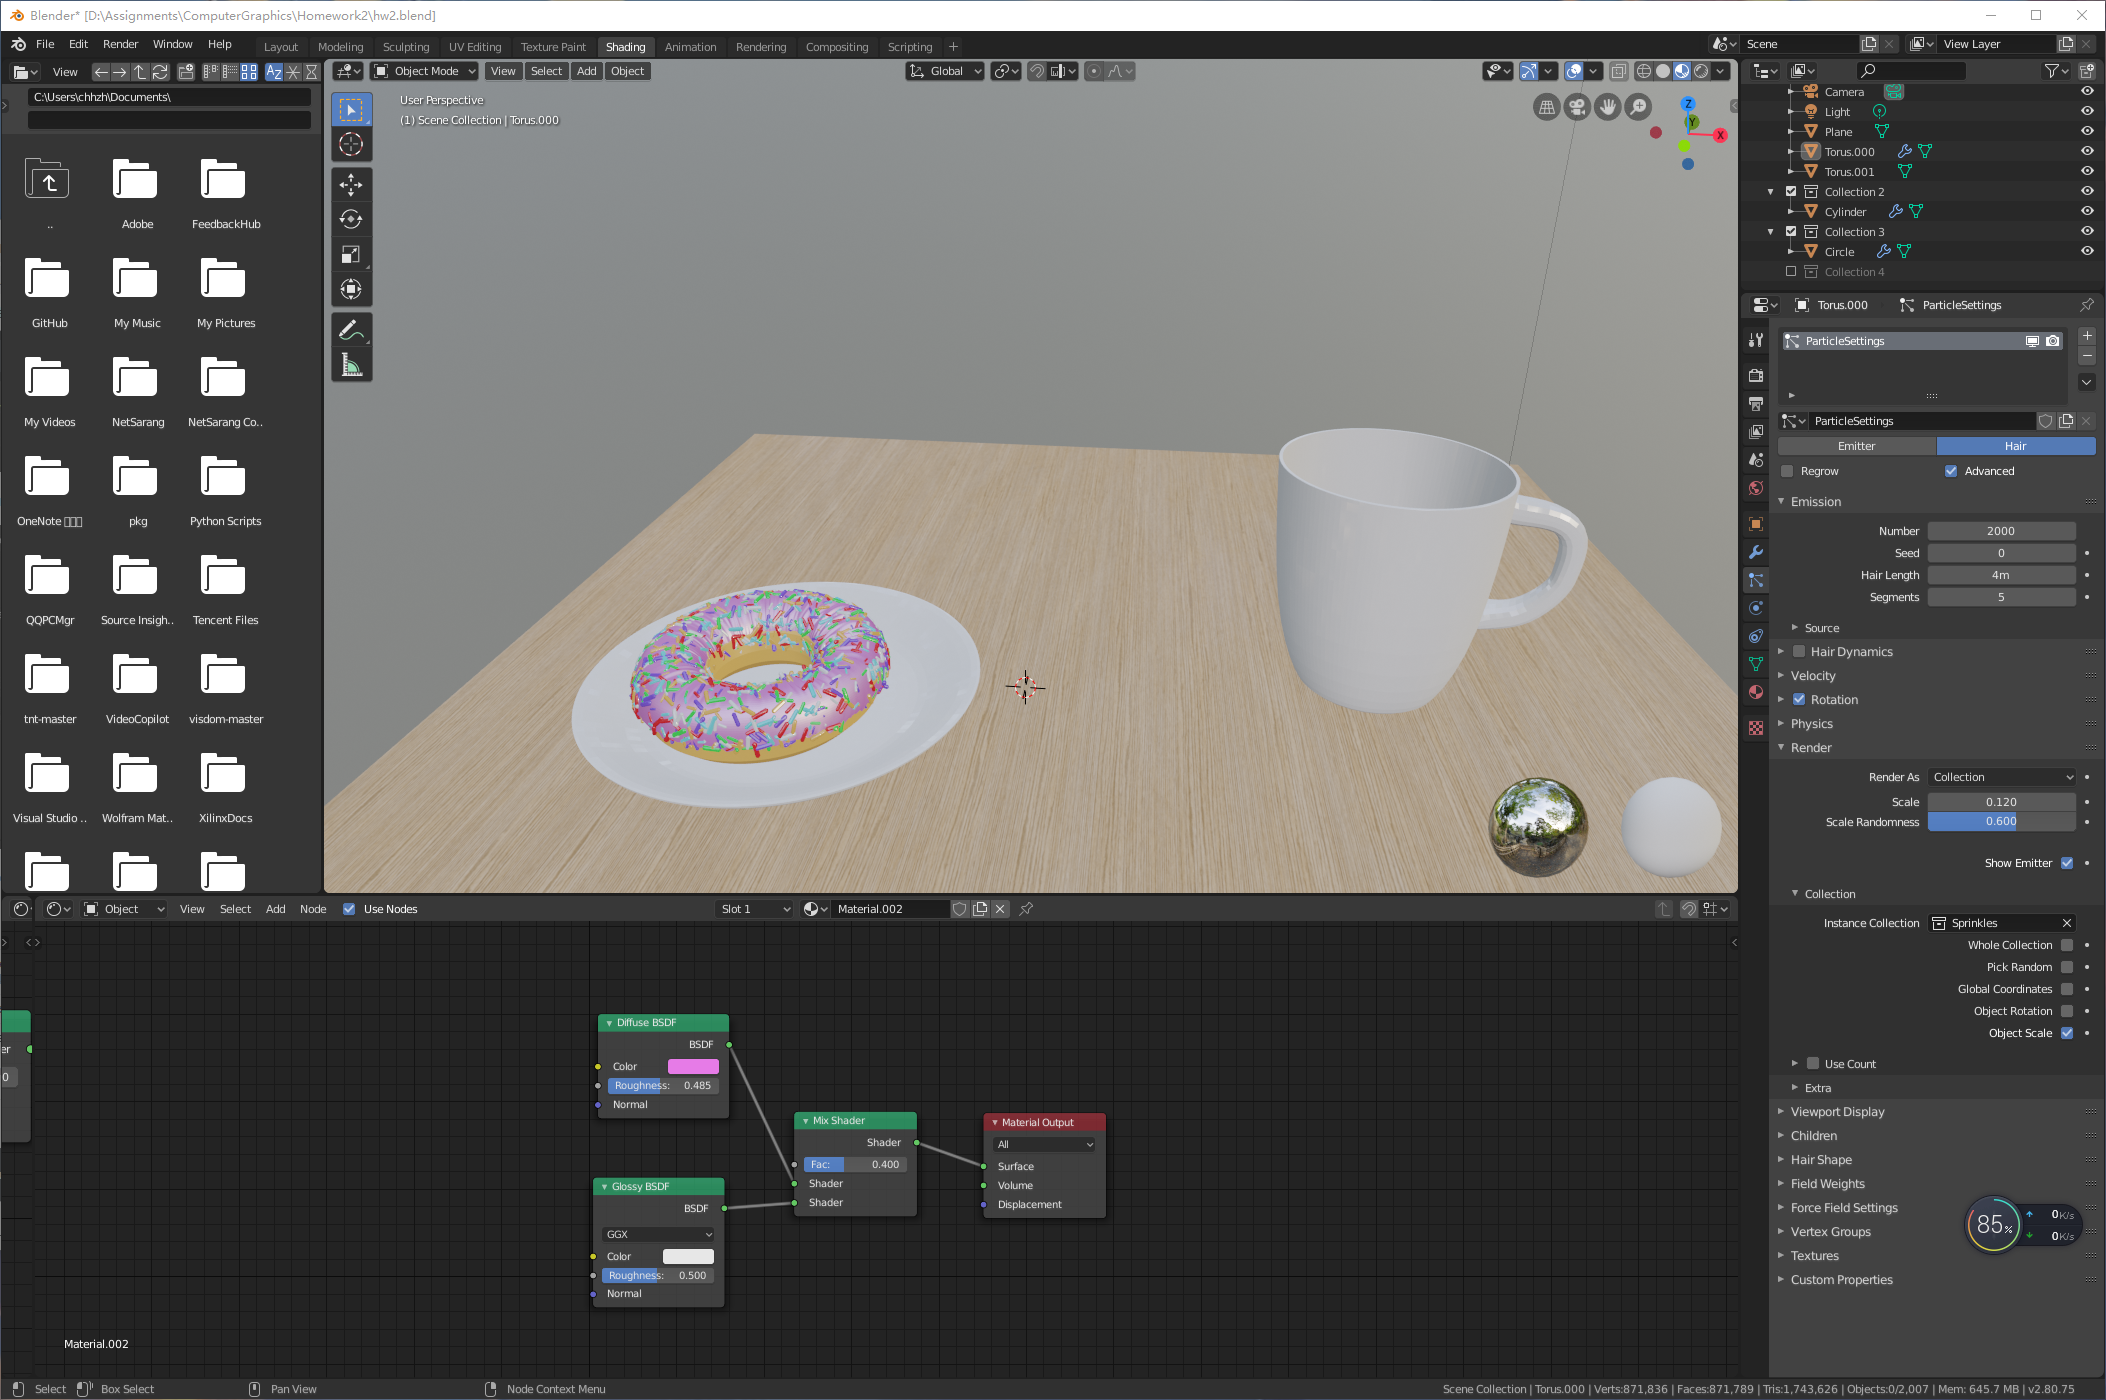 Blender* [D:\Assignments\ComputerGraphics\Homework2\hw2.blend]
File Edit Render Window Help Layout Modeling Sculpting UV Editing Texture Paint Shading Animation Rendering Compositing Scripting + Scene View Layer
View
C:\Users\chhzh\Documents\
.. Adobe FeedbackHub
GitHub My Music My Pictures
My Videos NetSarang NetSarang Co..
OneNote pkg Python Scripts
QQPCMgr Source Insigh.. Tencent Files
tnt-master VideoCopilot visdom-master
Visual Studio .. Wolfram Mat.. XilinxDocs
Object Mode View Select Add Object Global
User Perspective
(1) Scene Collection | Torus.000
Z
Y
X
Camera
Light
Plane
Torus.000
Torus.001
Collection 2
Cylinder
Collection 3
Circle
Collection 4
Torus.000 ParticleSettings
ParticleSettings
ParticleSettings
Emitter Hair
Regrow Advanced
Emission
Number 2000
Seed 0
Hair Length 4m
Segments 5
Source
Hair Dynamics
Velocity
Rotation
Physics
Render
Render As Collection
Scale 0.120
Scale Randomness 0.600
Show Emitter
Collection
Instance Collection Sprinkles
Whole Collection
Pick Random
Global Coordinates
Object Rotation
Object Scale
Use Count
Extra
Viewport Display
Children
Hair Shape
Field Weights
Force Field Settings
Vertex Groups
Textures
Custom Properties
85%
0K/s
0K/s
Object View Select Add Node Use Nodes Slot 1 Material.002
er
0
Diffuse BSDF
BSDF
Color
Roughness: 0.485
Normal
Glossy BSDF
BSDF
GGX
Color
Roughness: 0.500
Normal
Mix Shader
Shader
Fac: 0.400
Shader
Shader
Material Output
All
Surface
Volume
Displacement
Material.002
Select Box Select Pan View Node Context Menu Scene Collection | Torus.000 | Verts:871,836 | Faces:871,789 | Tris:1,743,626 | Objects:0/2,007 | Mem: 645.7 MB | v2.80.75